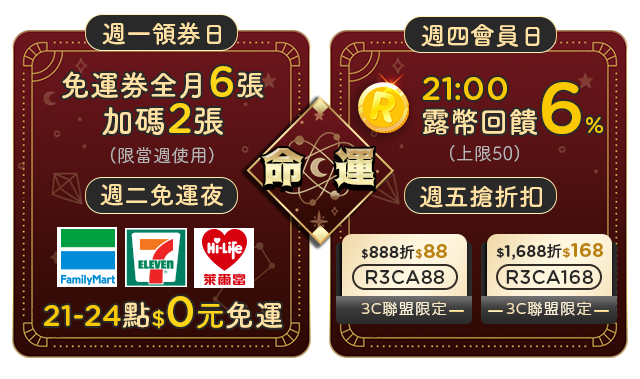 週一領券日
免運券全月6張
加碼2張
(限當週使用)
週二免運夜
FamilyMart
7
ELEVEN
Hi-Life
萊爾富
21-24點$0元免運
命運
週四會員日
R
21:00
露幣回饋6%
(上限50)
週五搶折扣
$888折$88
R3CA88
3C聯盟限定
$1,688折$168
R3CA168
3C聯盟限定